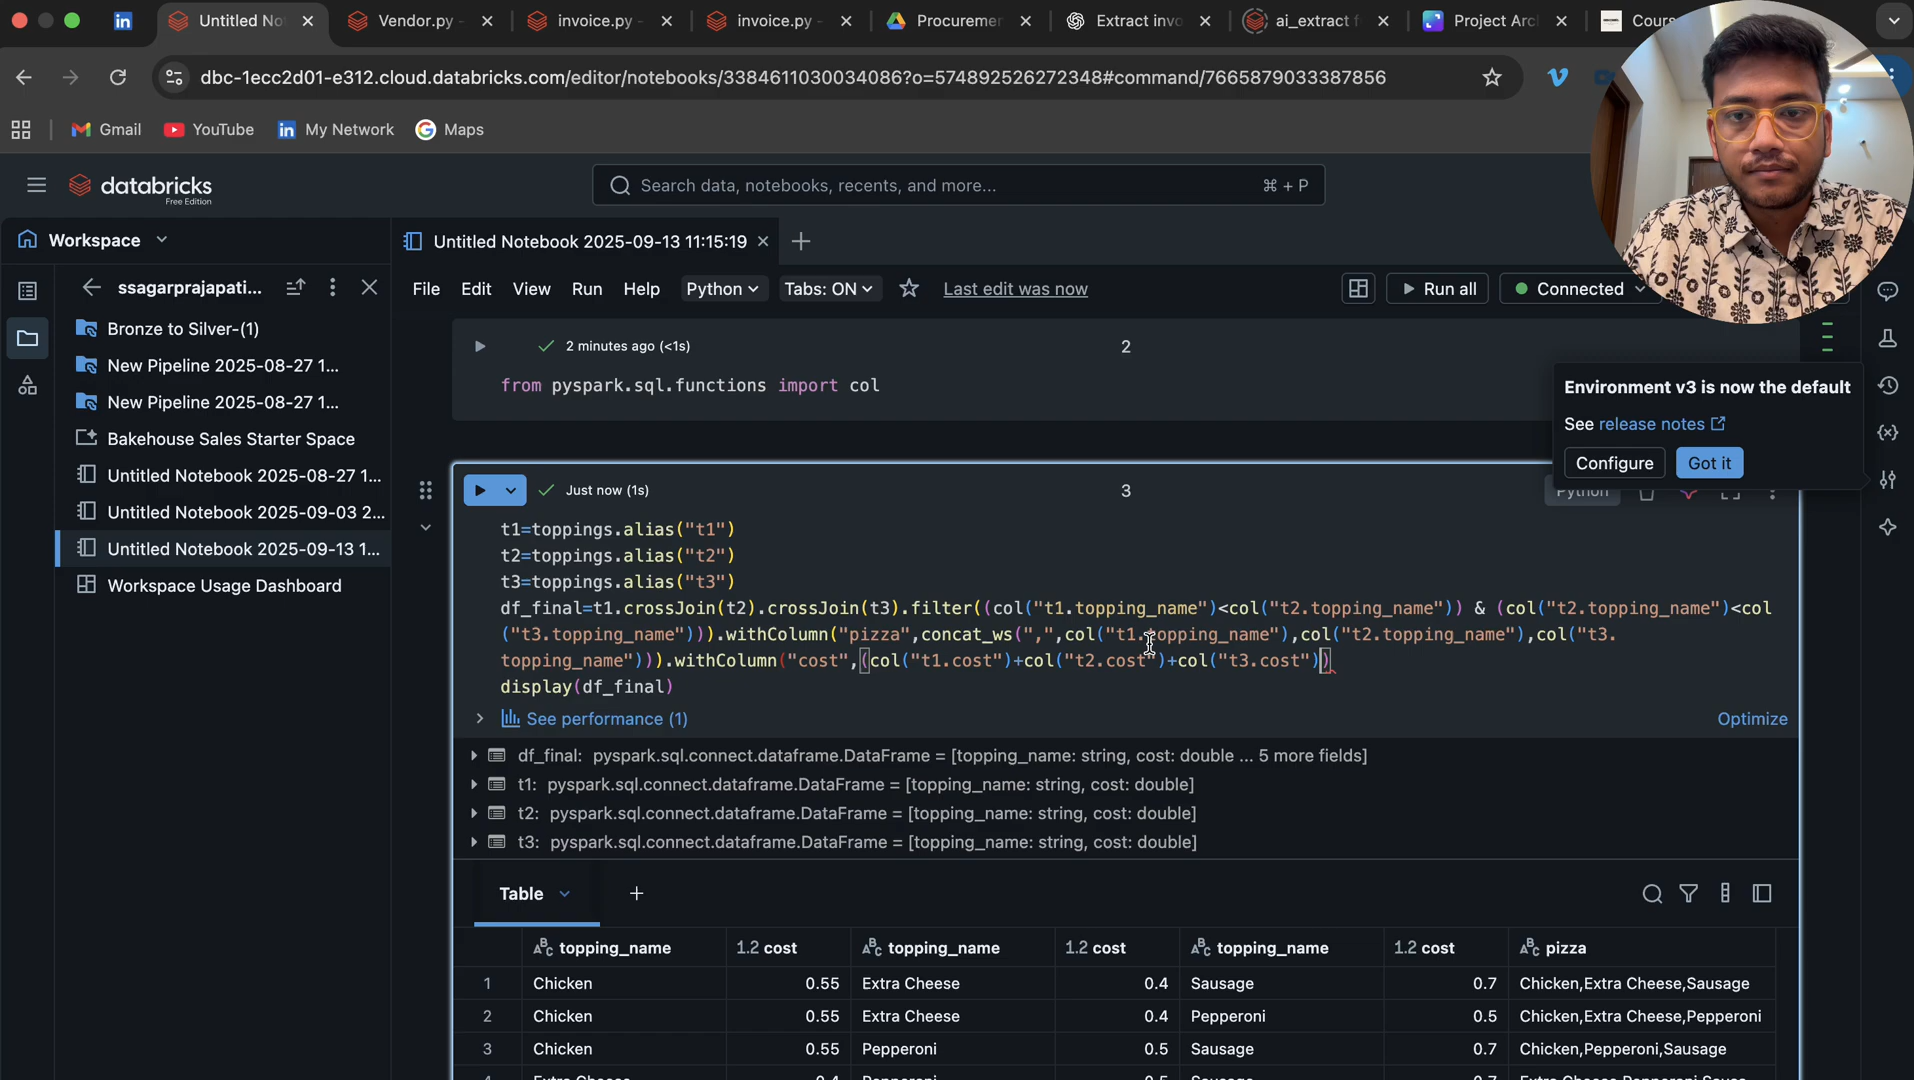 Untitled No
Vendor.py -
invoice.py -
invoice.py -
Procuremen
Extract invo
ai_extract f
Project Arc
Cours
dbc-1ecc2d01-e312.cloud.databricks.com/editor/notebooks/3384611030034086?o=574892526272348#command/7665879033387856
Gmail
YouTube
My Network
Maps
databricks
Free Edition
Search data, notebooks, recents, and more...
⌘ + P
Workspace
Untitled Notebook 2025-09-13 11:15:19
ssagarprajapati...
File Edit View Run Help Python Tabs: ON Last edit was now
Run all
Connected
Bronze to Silver-(1)
New Pipeline 2025-08-27 1...
New Pipeline 2025-08-27 1...
Bakehouse Sales Starter Space
Untitled Notebook 2025-08-27 1...
Untitled Notebook 2025-09-03 2...
Untitled Notebook 2025-09-13 1...
Workspace Usage Dashboard
2 minutes ago (<1s)
2
from pyspark.sql.functions import col
Environment v3 is now the default
See release notes
Configure
Got it
Just now (1s)
3
Python
t1=toppings.alias("t1")
t2=toppings.alias("t2")
t3=toppings.alias("t3")
df_final=t1.crossJoin(t2).crossJoin(t3).filter((col("t1.topping_name")<col("t2.topping_name")) & (col("t2.topping_name")<col
("t3.topping_name"))).withColumn("pizza",concat_ws(",",col("t1.topping_name"),col("t2.topping_name"),col("t3.
topping_name"))).withColumn("cost",(col("t1.cost")+col("t2.cost")+col("t3.cost"))
display(df_final)
See performance (1)
Optimize
df_final: pyspark.sql.connect.dataframe.DataFrame = [topping_name: string, cost: double ... 5 more fields]
t1: pyspark.sql.connect.dataframe.DataFrame = [topping_name: string, cost: double]
t2: pyspark.sql.connect.dataframe.DataFrame = [topping_name: string, cost: double]
t3: pyspark.sql.connect.dataframe.DataFrame = [topping_name: string, cost: double]
Table
topping_name 1.2 cost topping_name 1.2 cost topping_name 1.2 cost pizza
1 Chicken 0.55 Extra Cheese 0.4 Sausage 0.7 Chicken,Extra Cheese,Sausage
2 Chicken 0.55 Extra Cheese 0.4 Pepperoni 0.5 Chicken,Extra Cheese,Pepperoni
3 Chicken 0.55 Pepperoni 0.5 Sausage 0.7 Chicken,Pepperoni,Sausage